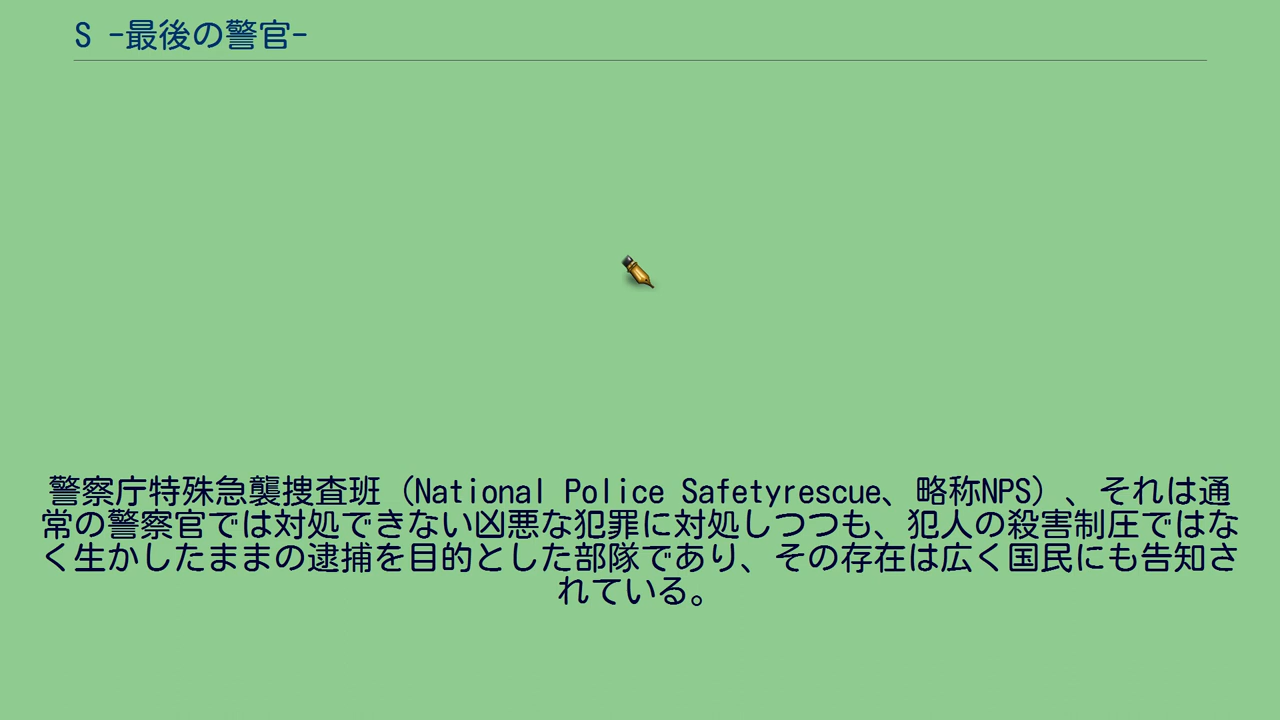 S -最後の警官-
警察庁特殊急襲捜査班（National Police Safetyrescue、略称NPS）、それは通
常の警察官では対処できない凶悪な犯罪に対処しつつも、犯人の殺害制圧ではな
く生かしたままの逮捕を目的とした部隊であり、その存在は広く国民にも告知さ
れている。